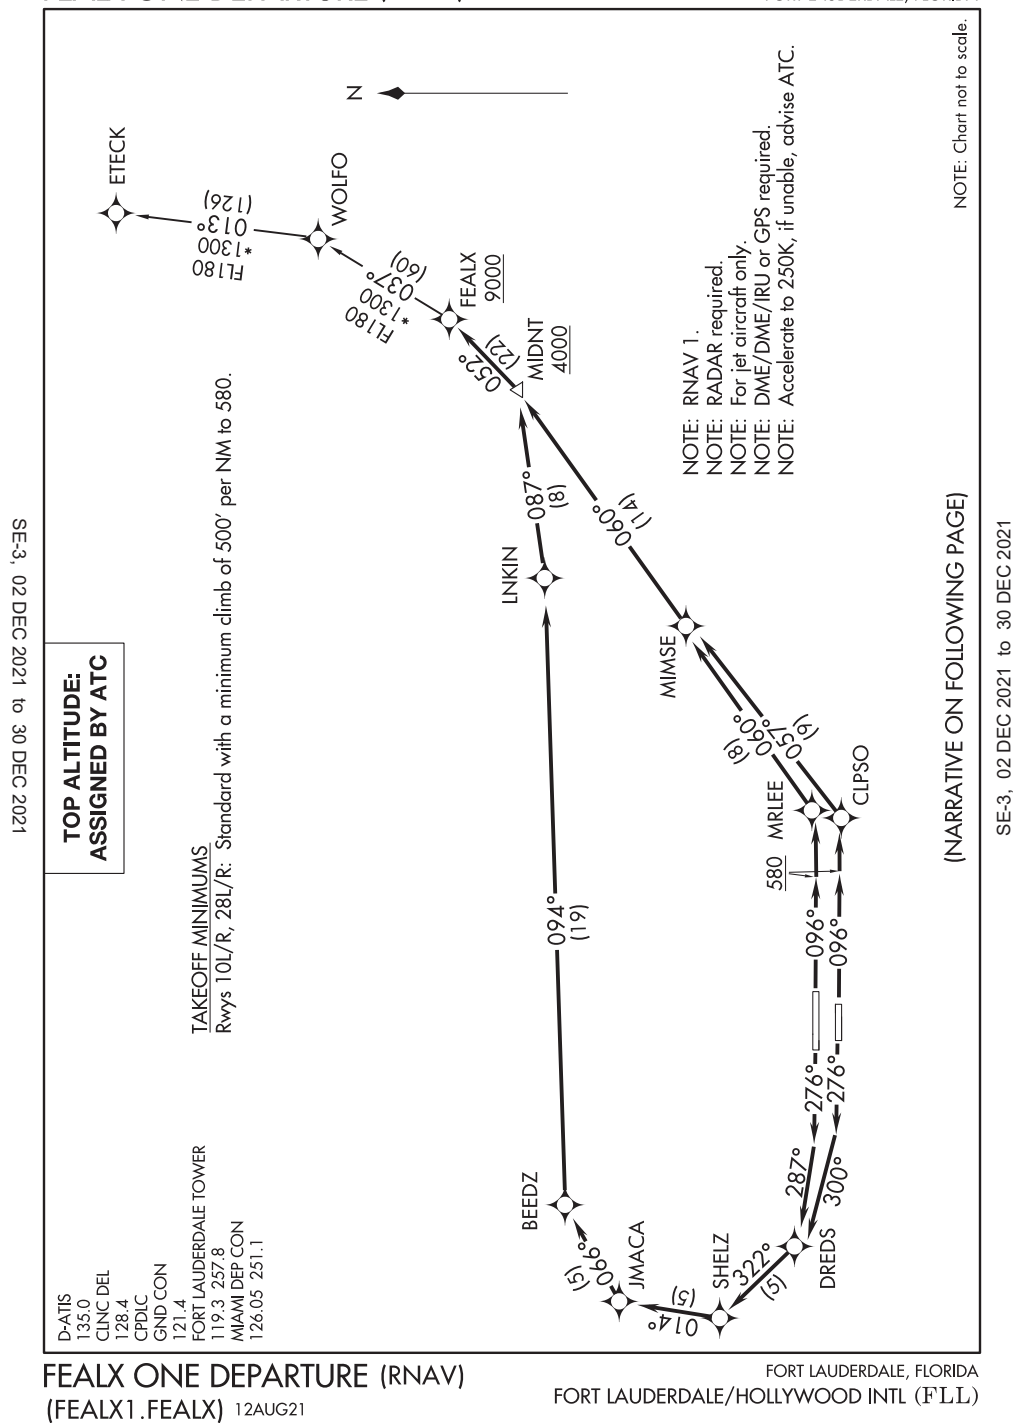 TOP ALTITUDE:
ASSIGNED BY ATC
D-ATIS
135.0
CLNC DEL
128.4
CPDLC
GND CON
121.4
FORT LAUDERDALE TOWER
119.3 257.8
MIAMI DEP CON
126.05 251.1
TAKEOFF MINIMUMS
Rwys 10L/R, 28L/R: Standard with a minimum climb of 500' per NM to 580.
N
ETECK
FL180
*1300
013°
(126)
WOLFO
FL180
*1300
037°
(60)
FEALX
9000
052°
(22)
MIDNT
4000
087°
(8)
LNKIN
094°
(19)
BEEDZ
066°
(5)
JMACA
014°
(5)
SHELZ
322°
(5)
DREDS
287°
300°
276°
276°
096°
096°
580
MRLEE
CLPSO
060°
(8)
057°
(9)
MIMSE
060°
(14)
NOTE: RNAV 1.
NOTE: RADAR required.
NOTE: For jet aircraft only.
NOTE: DME/DME/IRU or GPS required.
NOTE: Accelerate to 250K, if unable, advise ATC.
NOTE: Chart not to scale.
(NARRATIVE ON FOLLOWING PAGE)
SE-3, 02 DEC 2021 to 30 DEC 2021
SE-3, 02 DEC 2021 to 30 DEC 2021
FEALX ONE DEPARTURE (RNAV)
(FEALX1.FEALX) 12AUG21
FORT LAUDERDALE, FLORIDA
FORT LAUDERDALE/HOLLYWOOD INTL (FLL)